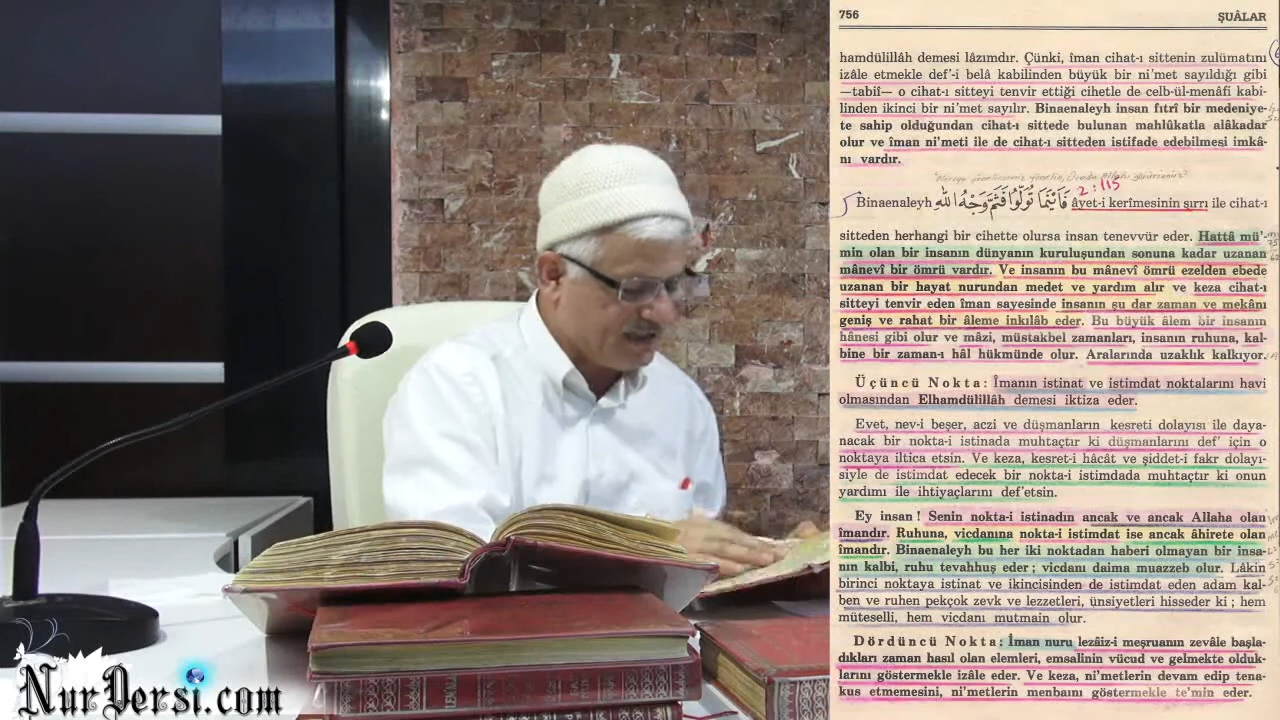 756 ŞUÂLAR
hamdülillâh demesi lâzımdır. Çünki, îman cihat-ı sittenin zulümatını
izâle etmekle def'-i belâ kabilinden büyük bir ni'met sayıldığı gibi
—tabiî— o cihat-ı sitteyi tenvir ettiği cihetle de celb-ül-menâfi kabi-
linden ikinci bir ni'met sayılır. Binaenaleyh insan fıtrî bir medeniye-
te sahip olduğundan cihat-ı sittede bulunan mahlûkatla alâkadar
olur ve îman ni'meti ile de cihat-ı sitteden istifade edebilmesi imkâ-
nı vardır.
2:115
Binaenaleyh فَاَيْنَمَا تُوَلُّوا فَثَمَّ وَجْهُ اللّٰهِ âyet-i kerîmesinin sırrı ile cihat-ı
sitteden herhangi bir cihette olursa insan tenevvür eder. Hattâ mü'-
min olan bir insanın dünyanın kuruluşundan sonuna kadar uzanan
mânevî bir ömrü vardır. Ve insanın bu mânevî ömrü ezelden ebede
uzanan bir hayat nurundan medet ve yardım alır ve keza cihat-ı
sitteyi tenvir eden îman sayesinde insanın şu dar zaman ve mekânı
geniş ve rahat bir âleme inkılâb eder. Bu büyük âlem bir insanın
hânesi gibi olur ve mâzi, müstakbel zamanları, insanın ruhuna, kal-
bine bir zaman-ı hâl hükmünde olur. Aralarında uzaklık kalkıyor.
Üçüncü Nokta: Îmanın istinat ve istimdat noktalarını havi
olmasından Elhamdülillâh demesi iktiza eder.
Evet, nev-i beşer, aczi ve düşmanların kesreti dolayısı ile daya-
nacak bir nokta-i istinada muhtaçtır ki düşmanlarını def' için o
noktaya iltica etsin. Ve keza, kesret-i hâcât ve şiddet-i fakr dolayı-
siyle de istimdat edecek bir nokta-i istimdada muhtaçtır ki onun
yardımı ile ihtiyaçlarını def'etsin.
Ey insan! Senin nokta-i istinadın ancak ve ancak Allaha olan
îmandır. Ruhuna, vicdanına nokta-i istimdat ise ancak âhirete olan
îmandır. Binaenaleyh bu her iki noktadan haberi olmayan bir insa-
nın kalbi, ruhu tevahhuş eder; vicdanı daima muazzeb olur. Lâkin
birinci noktaya istinat ve ikincisinden de istimdat eden adam kal-
ben ve ruhen pekçok zevk ve lezzetleri, ünsiyetleri hisseder ki; hem
müteselli, hem vicdanı mutmain olur.
Dördüncü Nokta: Îman nuru lezâiz-i meşruanın zevâle başla-
dıkları zaman hasıl olan elemleri, emsalinin vücud ve gelmekte olduk-
larını göstermekle izâle eder. Ve keza, ni'metlerin devam edip tena-
kus etmemesini, ni'metlerin menbaını göstermekle te'min eder.
NurDersi.com